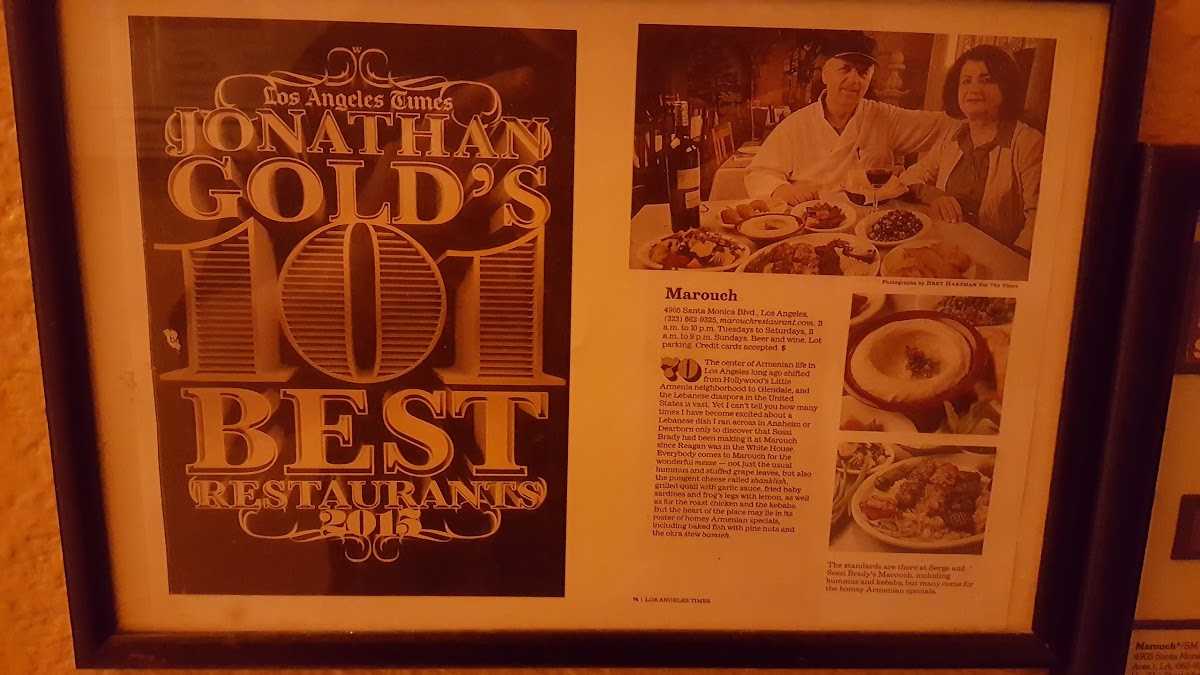 Los Angeles Times
JONATHAN
GOLD'S
101
BEST
RESTAURANTS
2015
Photographs by BRET HARTMAN For The Times
Marouch
4905 Santa Monica Blvd., Los Angeles,
(323) 662-9325, marouchrestaurant.com. 11
a.m. to 10 p.m. Tuesdays to Saturdays, 11
a.m. to 9 p.m. Sundays. Beer and wine. Lot
parking. Credit cards accepted. $
70 The center of Armenian life in
Los Angeles long ago shifted
from Hollywood's Little
Armenia neighborhood to Glendale, and
the Lebanese diaspora in the United
States is vast. Yet I can't tell you how many
times I have become excited about a
Lebanese dish I ran across in Anaheim or
Dearborn only to discover that Sossi
Brady had been making it at Marouch
since Reagan was in the White House.
Everybody comes to Marouch for the
wonderful meze — not just the usual
hummus and stuffed grape leaves, but also
the pungent cheese called shanklish,
grilled quail with garlic sauce, fried baby
sardines and frog's legs with lemon, as well
as for the roast chicken and the kebabs.
But the heart of the place may lie in its
roster of homey Armenian specials,
including baked fish with pine nuts and
the okra stew bamieh.
The standards are there at Serge and
Sossi Brady's Marouch, including
hummus and kebabs, but many come for
the homey Armenian specials.
| LOS ANGELES TIMES
Marouch*/SM
4905 Santa Moni